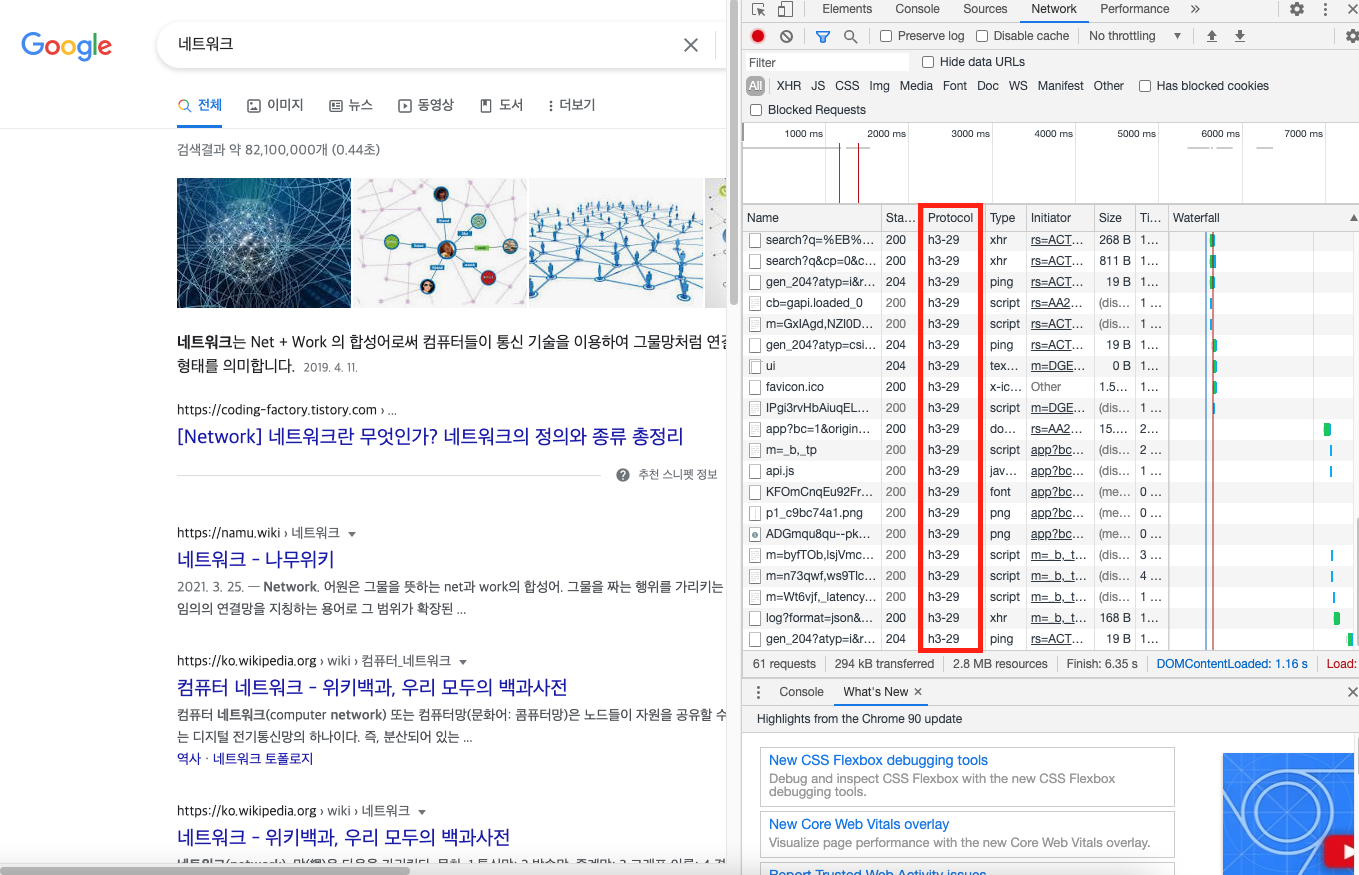 Google
네트워크
전체 이미지 뉴스 동영상 도서 더보기
검색결과 약 82,100,000개 (0.44초)
네트워크는 Net + Work 의 합성어로써 컴퓨터들이 통신 기술을 이용하여 그물망처럼 연결
형태를 의미합니다. 2019. 4. 11.
https://coding-factory.tistory.com › ...
[Network] 네트워크란 무엇인가? 네트워크의 정의와 종류 총정리
추천 스니펫 정보
https://namu.wiki › 네트워크
네트워크 - 나무위키
2021. 3. 25. — Network. 어원은 그물을 뜻하는 net과 work의 합성어. 그물을 짜는 행위를 가리키는
임의의 연결망을 지칭하는 용어로 그 범위가 확장된 ...
https://ko.wikipedia.org › wiki › 컴퓨터_네트워크
컴퓨터 네트워크 - 위키백과, 우리 모두의 백과사전
컴퓨터 네트워크(computer network) 또는 컴퓨터망(문화어: 콤퓨터망)은 노드들이 자원을 공유할 수
는 디지털 전기통신망의 하나이다. 즉, 분산되어 있는 ...
역사 · 네트워크 토폴로지
https://ko.wikipedia.org › wiki › 네트워크
네트워크 - 위키백과, 우리 모두의 백과사전
Elements Console Sources Network Performance »
Preserve log Disable cache No throttling
Filter Hide data URLs
All XHR JS CSS Img Media Font Doc WS Manifest Other Has blocked cookies
Blocked Requests
1000 ms 2000 ms 3000 ms 4000 ms 5000 ms 6000 ms 7000 ms
Name Sta... Protocol Type Initiator Size Ti... Waterfall
search?q=%EB%... 200 h3-29 xhr rs=ACT... 268 B 1...
search?q&cp=0&c... 200 h3-29 xhr rs=ACT... 811 B 1...
gen_204?atyp=i&r... 204 h3-29 ping rs=ACT... 19 B 1...
cb=gapi.loaded_0 200 h3-29 script rs=AA2... (dis... 1 ...
m=GxIAgd,NZI0D... 200 h3-29 script rs=ACT... (dis... 1 ...
gen_204?atyp=csi... 204 h3-29 ping rs=ACT... 19 B 1...
ui 204 h3-29 tex... m=DGE... 0 B 1...
favicon.ico 200 h3-29 x-ic... Other 1.5... 1...
IPgi3rvHbAiuqEL... 200 h3-29 script m=DGE... (dis... 1 ...
app?bc=1&origin... 200 h3-29 do... rs=AA2... 15.... 2...
m=_b,_tp 200 h3-29 script app?bc... (dis... 2 ...
api.js 200 h3-29 jav... app?bc... (dis... 1 ...
KFOmCnqEu92Fr... 200 h3-29 font app?bc... (me... 0 ...
p1_c9bc74a1.png 200 h3-29 png app?bc... (me... 0 ...
ADGmqu8qu--pk... 200 h3-29 png app?bc... (me... 0 ...
m=byfTOb,lsjVmc... 200 h3-29 script m=_b,_t... (dis... 3 ...
m=n73qwf,ws9Tlc... 200 h3-29 script m=_b,_t... (dis... 4 ...
m=Wt6vjf,_latency... 200 h3-29 script m=_b,_t... (dis... 1 ...
log?format=json&... 200 h3-29 xhr m=_b,_t... 168 B 1...
gen_204?atyp=i&r... 204 h3-29 ping rs=ACT... 19 B 1...
61 requests 294 kB transferred 2.8 MB resources Finish: 6.35 s DOMContentLoaded: 1.16 s Load:
Console What's New
Highlights from the Chrome 90 update
New CSS Flexbox debugging tools
Debug and inspect CSS Flexbox with the new CSS Flexbox
debugging tools.
New Core Web Vitals overlay
Visualize page performance with the new Core Web Vitals overlay.
Report Trusted Web Activity issues